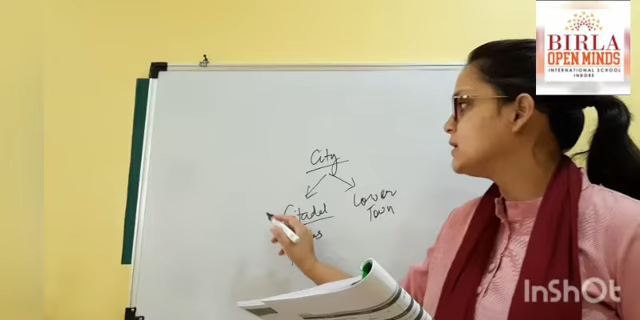 BIRLA
OPEN MINDS
INTERNATIONAL SCHOOL
INDORE
City
Citadel
Lower
Town
InShOt